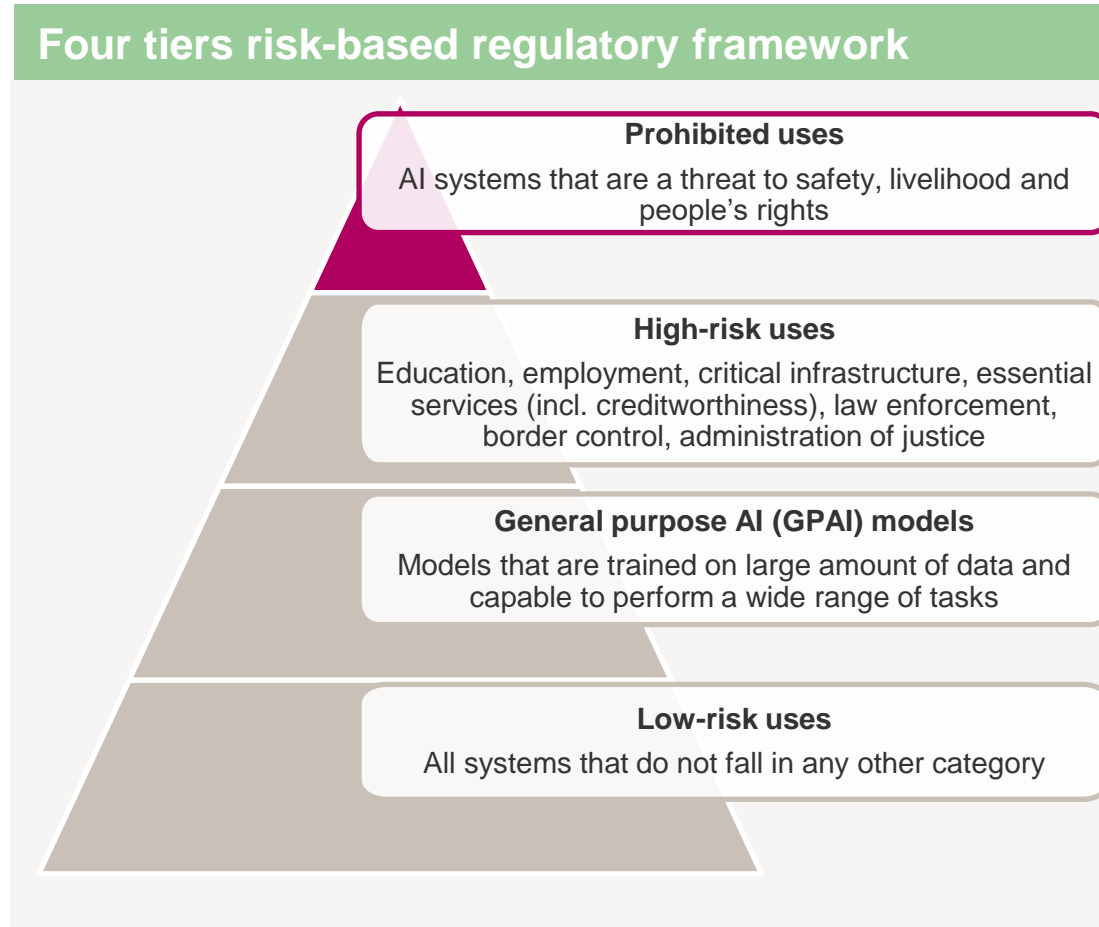 Four tiers risk-based regulatory framework
Prohibited uses
AI systems that are a threat to safety, livelihood and
people’s rights
High-risk uses
Education, employment, critical infrastructure, essential
services (incl. creditworthiness), law enforcement,
border control, administration of justice
General purpose AI (GPAI) models
Models that are trained on large amount of data and
capable to perform a wide range of tasks
Low-risk uses
All systems that do not fall in any other category